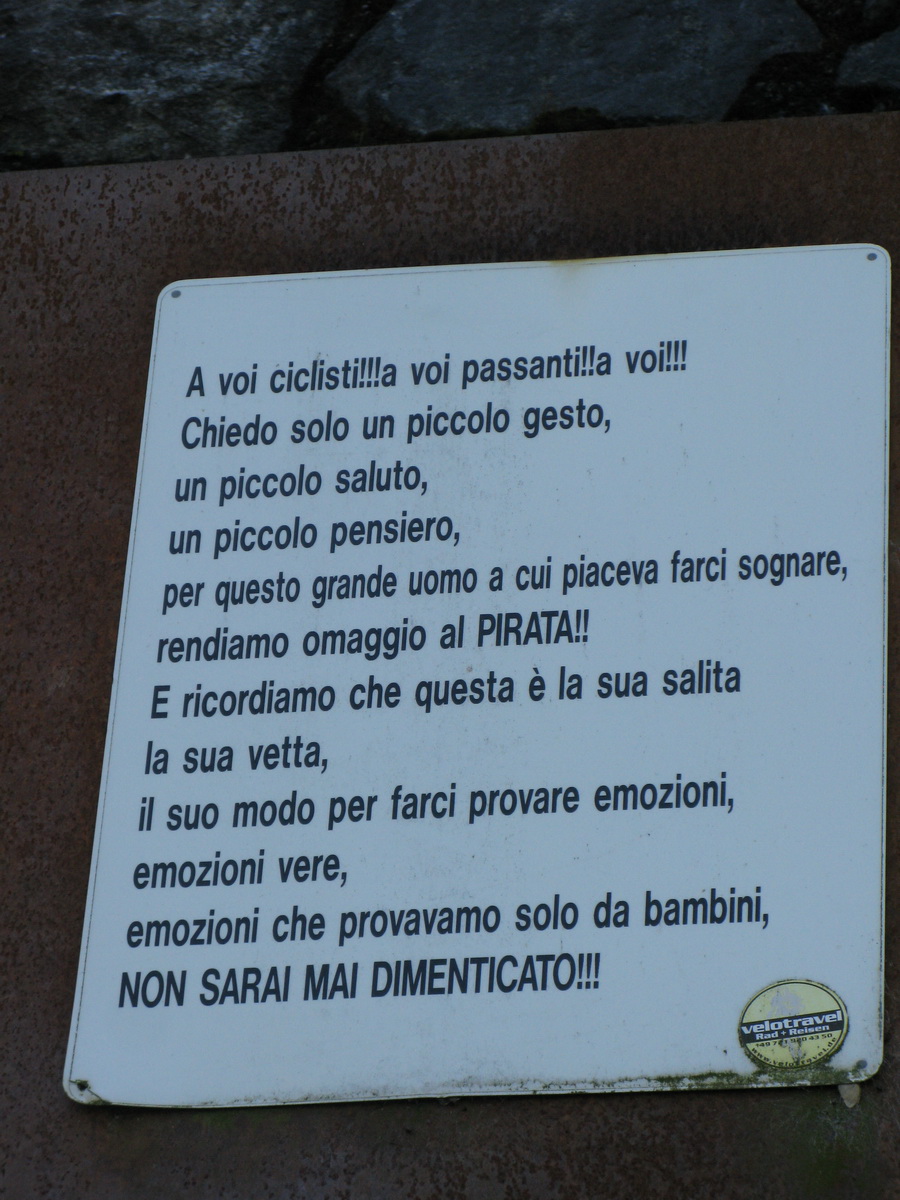 A voi ciclisti!!!a voi passanti!!a voi!!!
Chiedo solo un piccolo gesto,
un piccolo saluto,
un piccolo pensiero,
per questo grande uomo a cui piaceva farci sognare,
rendiamo omaggio al PIRATA!!
E ricordiamo che questa è la sua salita
la sua vetta,
il suo modo per farci provare emozioni,
emozioni vere,
emozioni che provavamo solo da bambini,
NON SARAI MAI DIMENTICATO!!!
velotravel
Rad + Reisen
www.velotravel.de